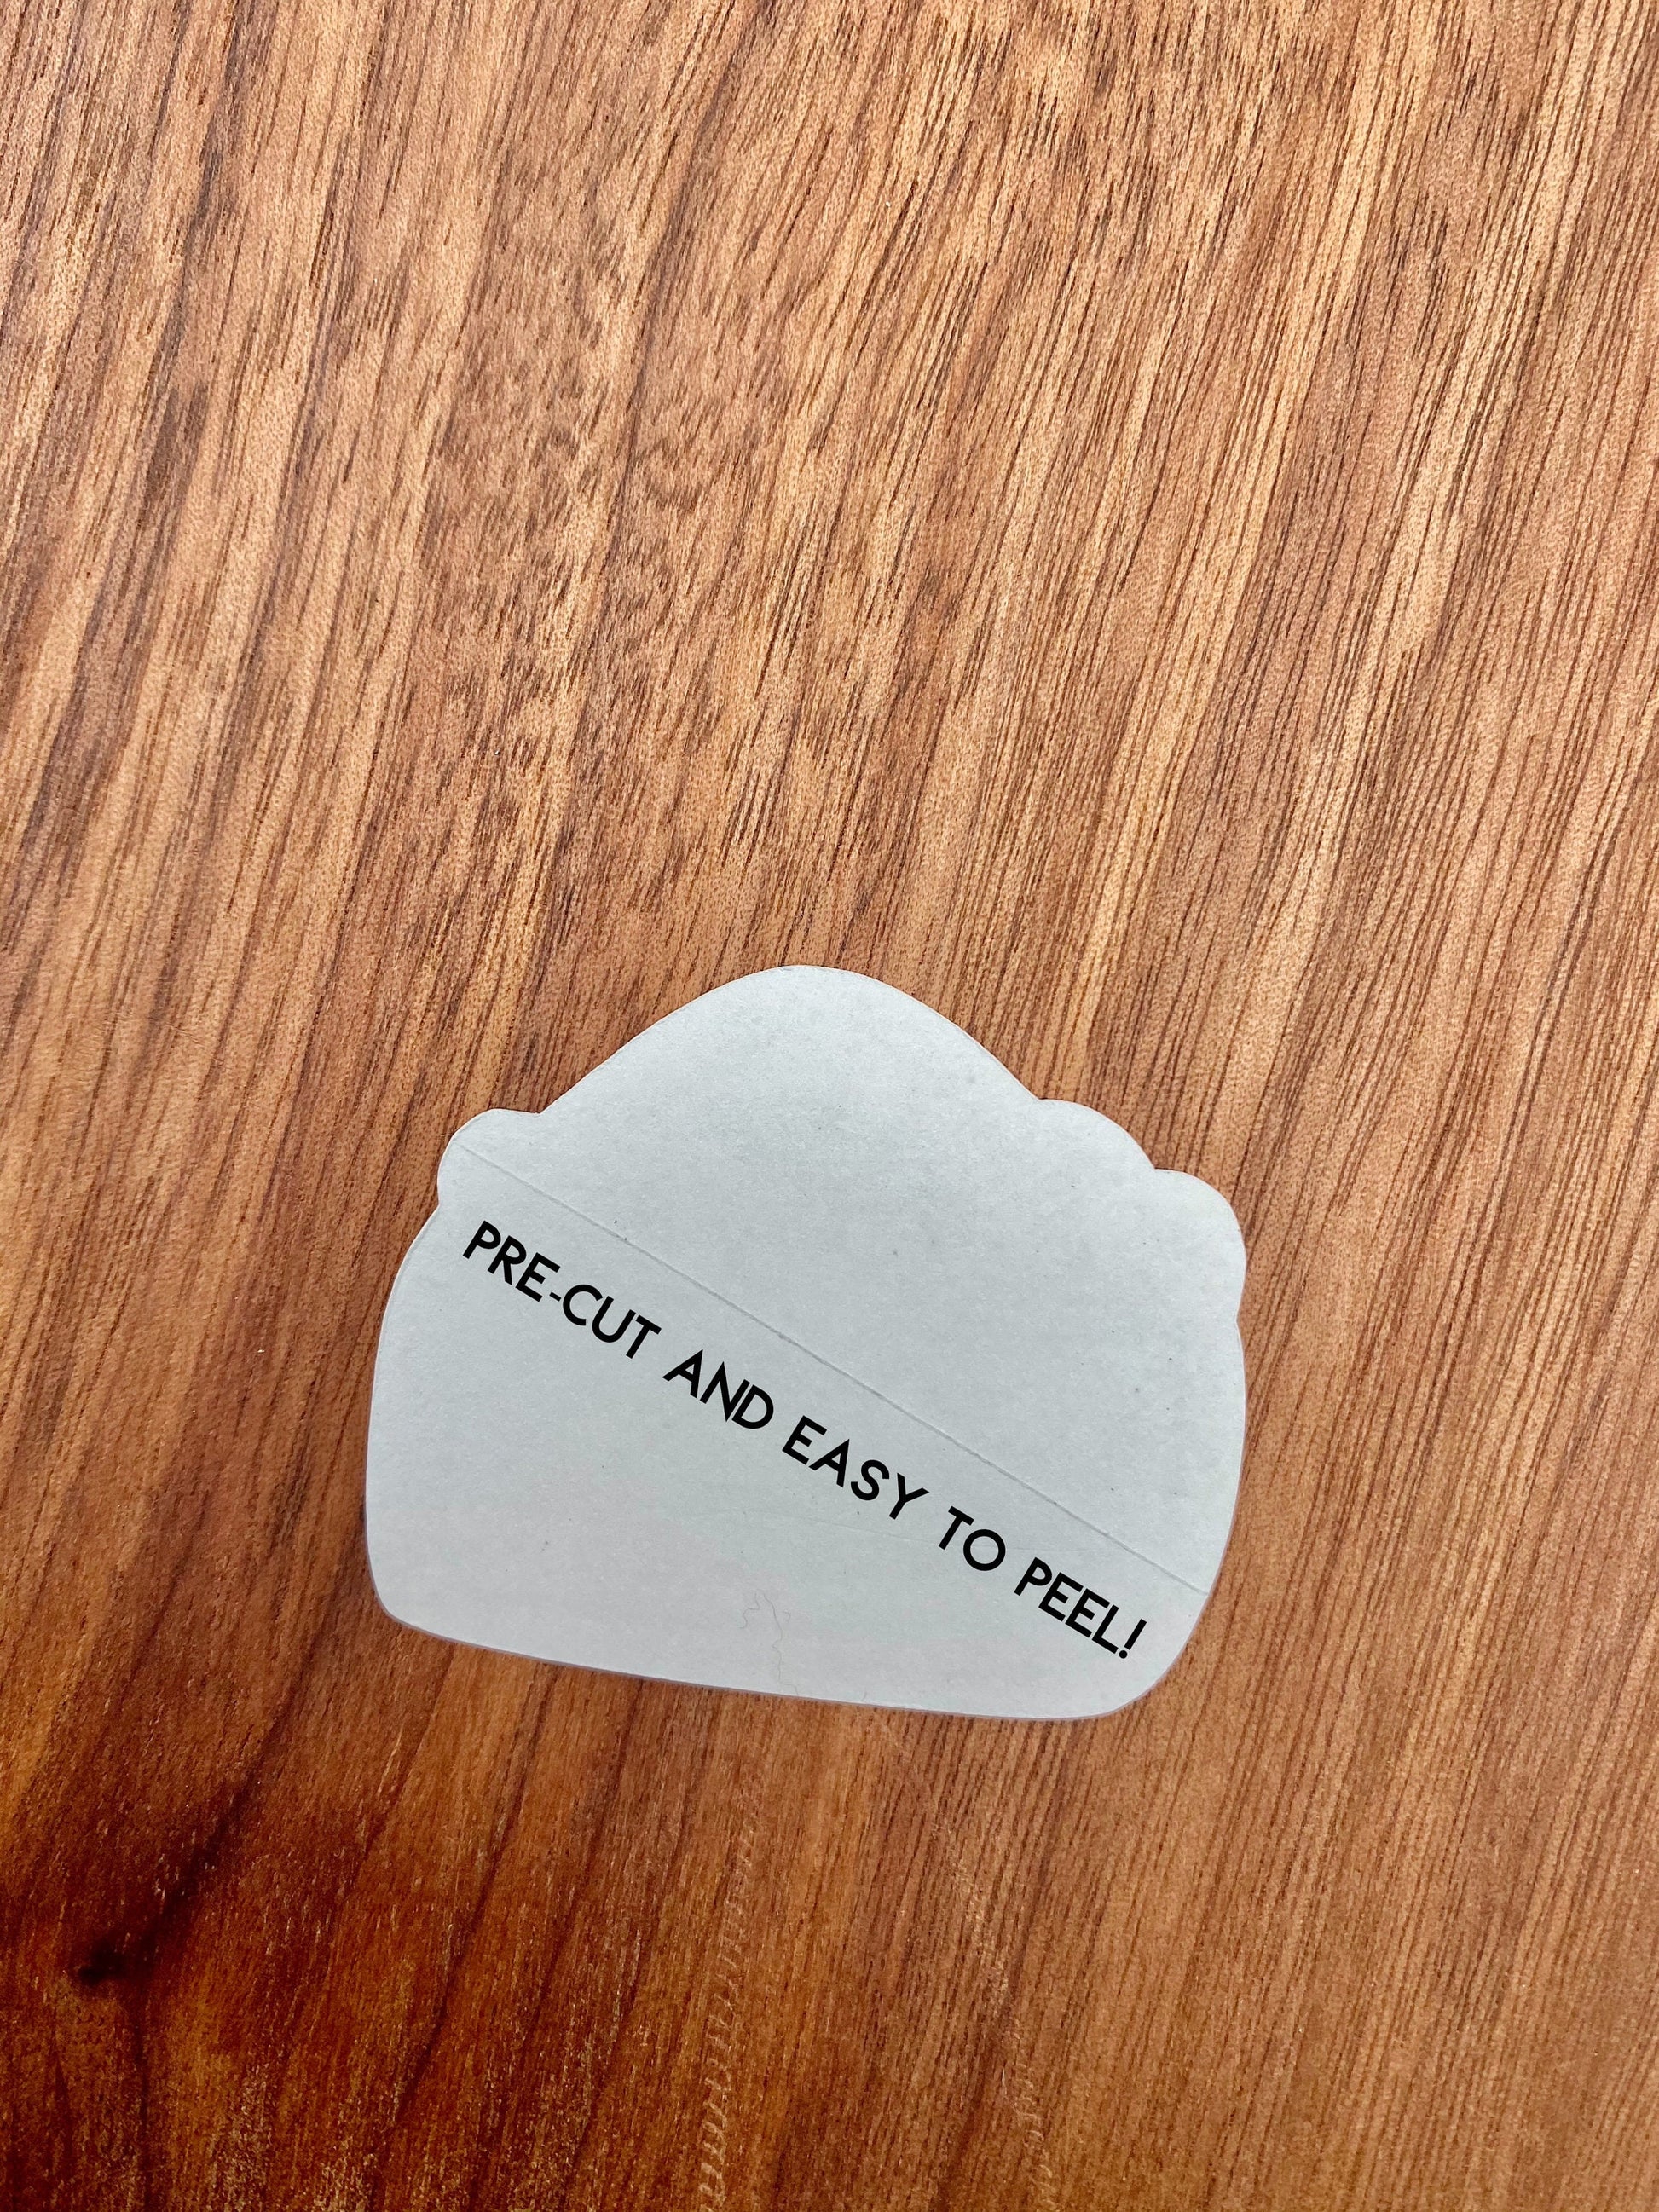 PRE-CUT AND EASY TO PEEL!